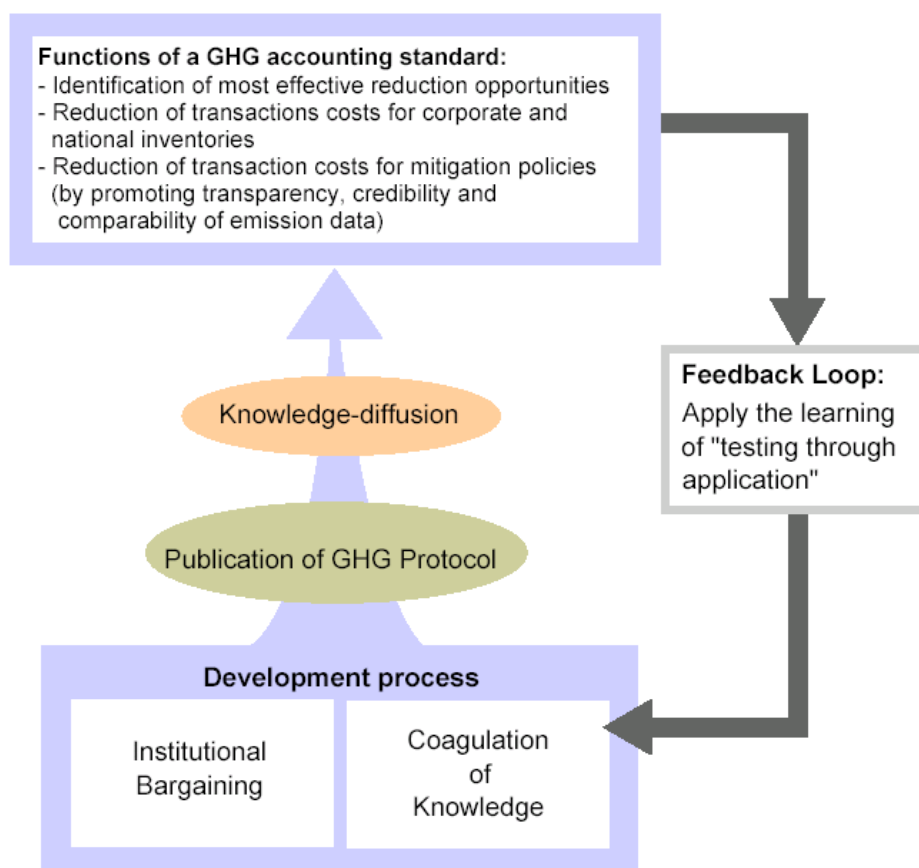 Functions of a GHG accounting standard:
- Identification of most effective reduction opportunities
- Reduction of transactions costs for corporate and
national inventories
- Reduction of transaction costs for mitigation policies
(by promoting transparency, credibility and
comparability of emission data)
Feedback Loop:
Apply the learning
of "testing through
application"
Knowledge-diffusion
Publication of GHG Protocol
Development process
Institutional
Bargaining
Coagulation
of
Knowledge